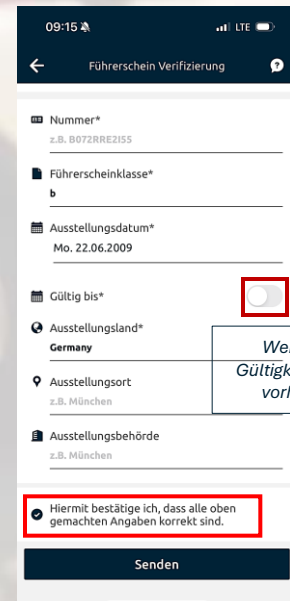 09:15 LTE
Führerschein Verifizierung ?
Nummer*
z.B. B072RRE2I55
Führerscheinklasse*
b
Ausstellungsdatum*
Mo. 22.06.2009
Gültig bis*
Ausstellungsland*
Germany
Ausstellungsort
z.B. München
Ausstellungsbehörde
z.B. München
Hiermit bestätige ich, dass alle oben
gemachten Angaben korrekt sind.
Senden